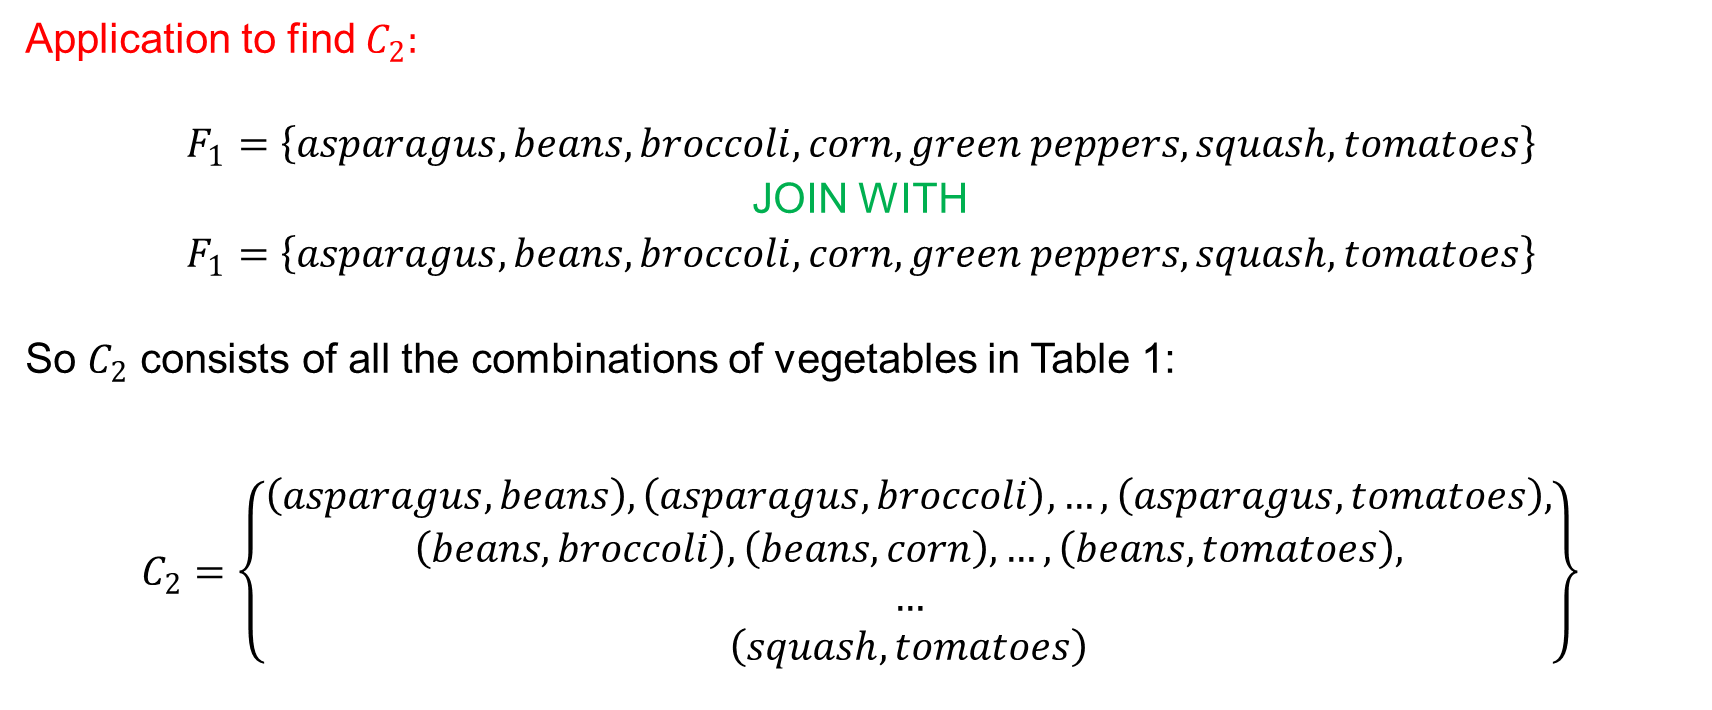 Application to find C₂:
F₁ = {asparagus, beans, broccoli, corn, green peppers, squash, tomatoes}
JOIN WITH
F₁ = {asparagus, beans, broccoli, corn, green peppers, squash, tomatoes}
So C₂ consists of all the combinations of vegetables in Table 1:
(asparagus, beans), (asparagus, broccoli), … , (asparagus, tomatoes),
(beans, broccoli), (beans, corn), … , (beans, tomatoes),
C₂ = { }
…
(squash, tomatoes)